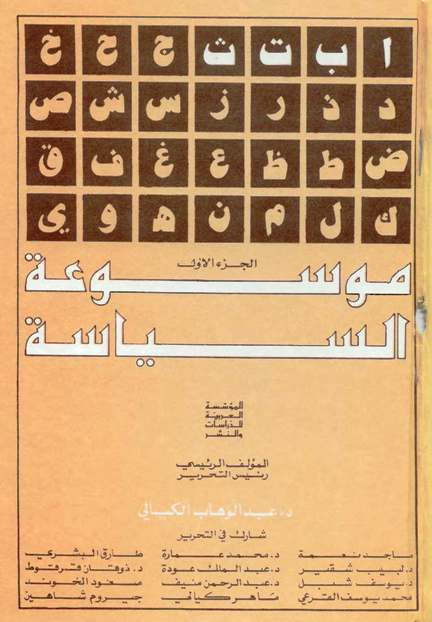 ا ب ت ث ج ح خ
د ذ ر ز س ش ص
ض ط ظ ع غ ف ق
ك ل م ن ه و ي
الجزء الأول
موسوعة
السياسة
المؤسسة
العربية
للدراسات
والنشر
المؤلف الرئيسي
رئيس التحرير
د. عبد الوهاب الكيالي
شارك في التحرير
ماجد نعمة د. محمد عمارة طارق البشري
د. لبيب شقير د. عبد الملك عودة د. ذوقان قرقوط
د. يوسف شبل د. عبد الرحمن منيف مسعود الخوند
محمد يوسف القرعي ماهر كيالي جيروم شاهين